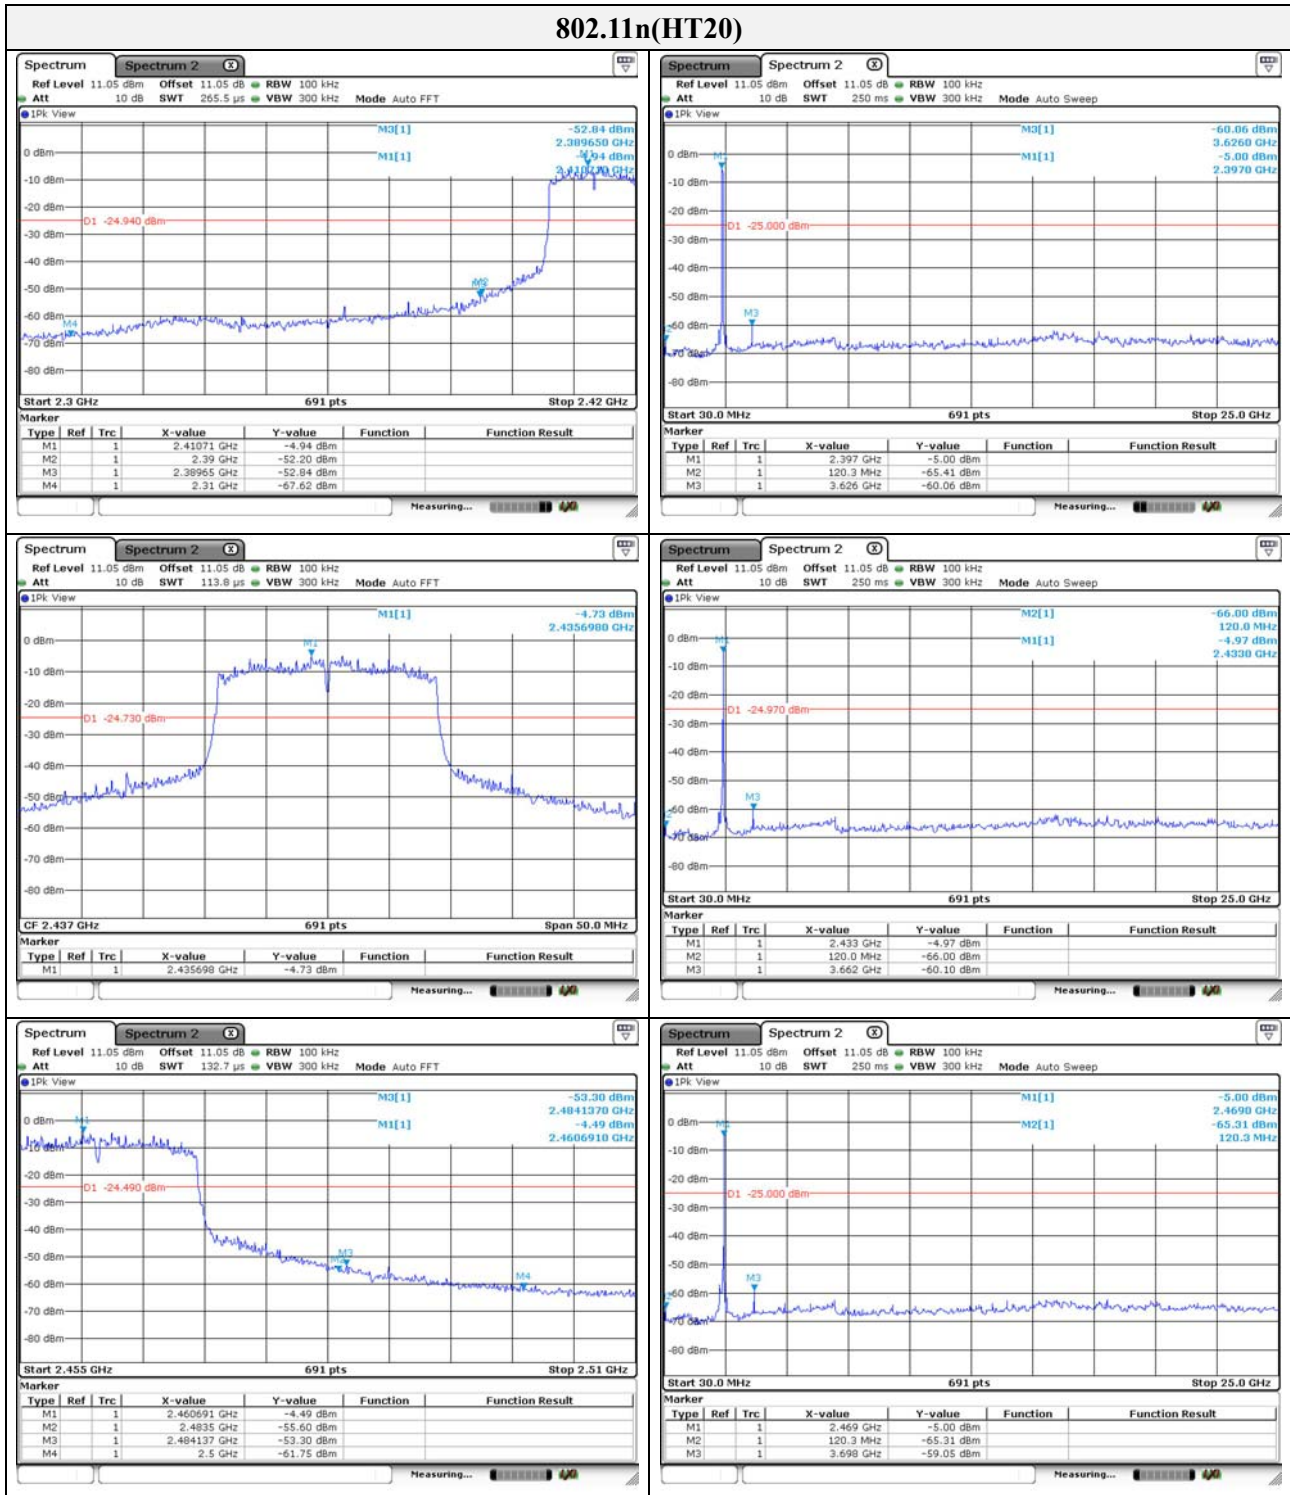 802.11n(HT20)
Spectrum Spectrum 2 X
Ref Level 11.05 dBm Offset 11.05 dB RBW 100 kHz
Att 10 dB SWT 265.5 µs VBW 300 kHz Mode Auto FFT
1Pk View
M3[1] -52.84 dBm
2.389650 GHz
M1[1]
0 dBm
-10 dBm
-20 dBm
D1 -24.940 dBm
-30 dBm
-40 dBm
-50 dBm
-60 dBm
M4
-70 dBm
-80 dBm
Start 2.3 GHz 691 pts Stop 2.42 GHz
Marker
Type Ref Trc X-value Y-value Function Function Result
M1 1 2.41071 GHz -4.94 dBm
M2 1 2.39 GHz -52.20 dBm
M3 1 2.38965 GHz -52.84 dBm
M4 1 2.31 GHz -67.62 dBm
Measuring...
Spectrum Spectrum 2 X
Ref Level 11.05 dBm Offset 11.05 dB RBW 100 kHz
Att 10 dB SWT 250 ms VBW 300 kHz Mode Auto Sweep
1Pk View
M3[1] -60.06 dBm
3.6260 GHz
M1[1] -5.00 dBm
2.3970 GHz
0 dBm
-10 dBm
-20 dBm
D1 -25.000 dBm
-30 dBm
-40 dBm
-50 dBm
M3
-60 dBm
-70 dBm
-80 dBm
Start 30.0 MHz 691 pts Stop 25.0 GHz
Marker
Type Ref Trc X-value Y-value Function Function Result
M1 1 2.397 GHz -5.00 dBm
M2 1 120.3 MHz -65.41 dBm
M3 1 3.626 GHz -60.06 dBm
Measuring...
Spectrum Spectrum 2 X
Ref Level 11.05 dBm Offset 11.05 dB RBW 100 kHz
Att 10 dB SWT 113.8 µs VBW 300 kHz Mode Auto FFT
1Pk View
M1[1] -4.73 dBm
2.4356980 GHz
0 dBm
M1
-10 dBm
-20 dBm
D1 -24.730 dBm
-30 dBm
-40 dBm
-50 dBm
-60 dBm
-70 dBm
-80 dBm
CF 2.437 GHz 691 pts Span 50.0 MHz
Marker
Type Ref Trc X-value Y-value Function Function Result
M1 1 2.435698 GHz -4.73 dBm
Measuring...
Spectrum Spectrum 2 X
Ref Level 11.05 dBm Offset 11.05 dB RBW 100 kHz
Att 10 dB SWT 250 ms VBW 300 kHz Mode Auto Sweep
1Pk View
M2[1] -66.00 dBm
120.0 MHz
M1[1] -4.97 dBm
2.4330 GHz
0 dBm
-10 dBm
-20 dBm
D1 -24.970 dBm
-30 dBm
-40 dBm
-50 dBm
M3
-60 dBm
-70 dBm
-80 dBm
Start 30.0 MHz 691 pts Stop 25.0 GHz
Marker
Type Ref Trc X-value Y-value Function Function Result
M1 1 2.433 GHz -4.97 dBm
M2 1 120.0 MHz -66.00 dBm
M3 1 3.662 GHz -60.10 dBm
Measuring...
Spectrum Spectrum 2 X
Ref Level 11.05 dBm Offset 11.05 dB RBW 100 kHz
Att 10 dB SWT 132.7 µs VBW 300 kHz Mode Auto FFT
1Pk View
M3[1] -53.30 dBm
2.4841370 GHz
M1[1] -4.49 dBm
2.4606910 GHz
0 dBm M1
-10 dBm
-20 dBm
D1 -24.490 dBm
-30 dBm
-40 dBm
-50 dBm
M3
M4
-60 dBm
-70 dBm
-80 dBm
Start 2.455 GHz 691 pts Stop 2.51 GHz
Marker
Type Ref Trc X-value Y-value Function Function Result
M1 1 2.460691 GHz -4.49 dBm
M2 1 2.4835 GHz -55.60 dBm
M3 1 2.484137 GHz -53.30 dBm
M4 1 2.5 GHz -61.75 dBm
Measuring...
Spectrum Spectrum 2 X
Ref Level 11.05 dBm Offset 11.05 dB RBW 100 kHz
Att 10 dB SWT 250 ms VBW 300 kHz Mode Auto Sweep
1Pk View
M1[1] -5.00 dBm
2.4690 GHz
M2[1] -65.31 dBm
120.3 MHz
0 dBm
-10 dBm
-20 dBm
D1 -25.000 dBm
-30 dBm
-40 dBm
-50 dBm
M3
-60 dBm
-70 dBm
-80 dBm
Start 30.0 MHz 691 pts Stop 25.0 GHz
Marker
Type Ref Trc X-value Y-value Function Function Result
M1 1 2.469 GHz -5.00 dBm
M2 1 120.3 MHz -65.31 dBm
M3 1 3.698 GHz -59.05 dBm
Measuring...